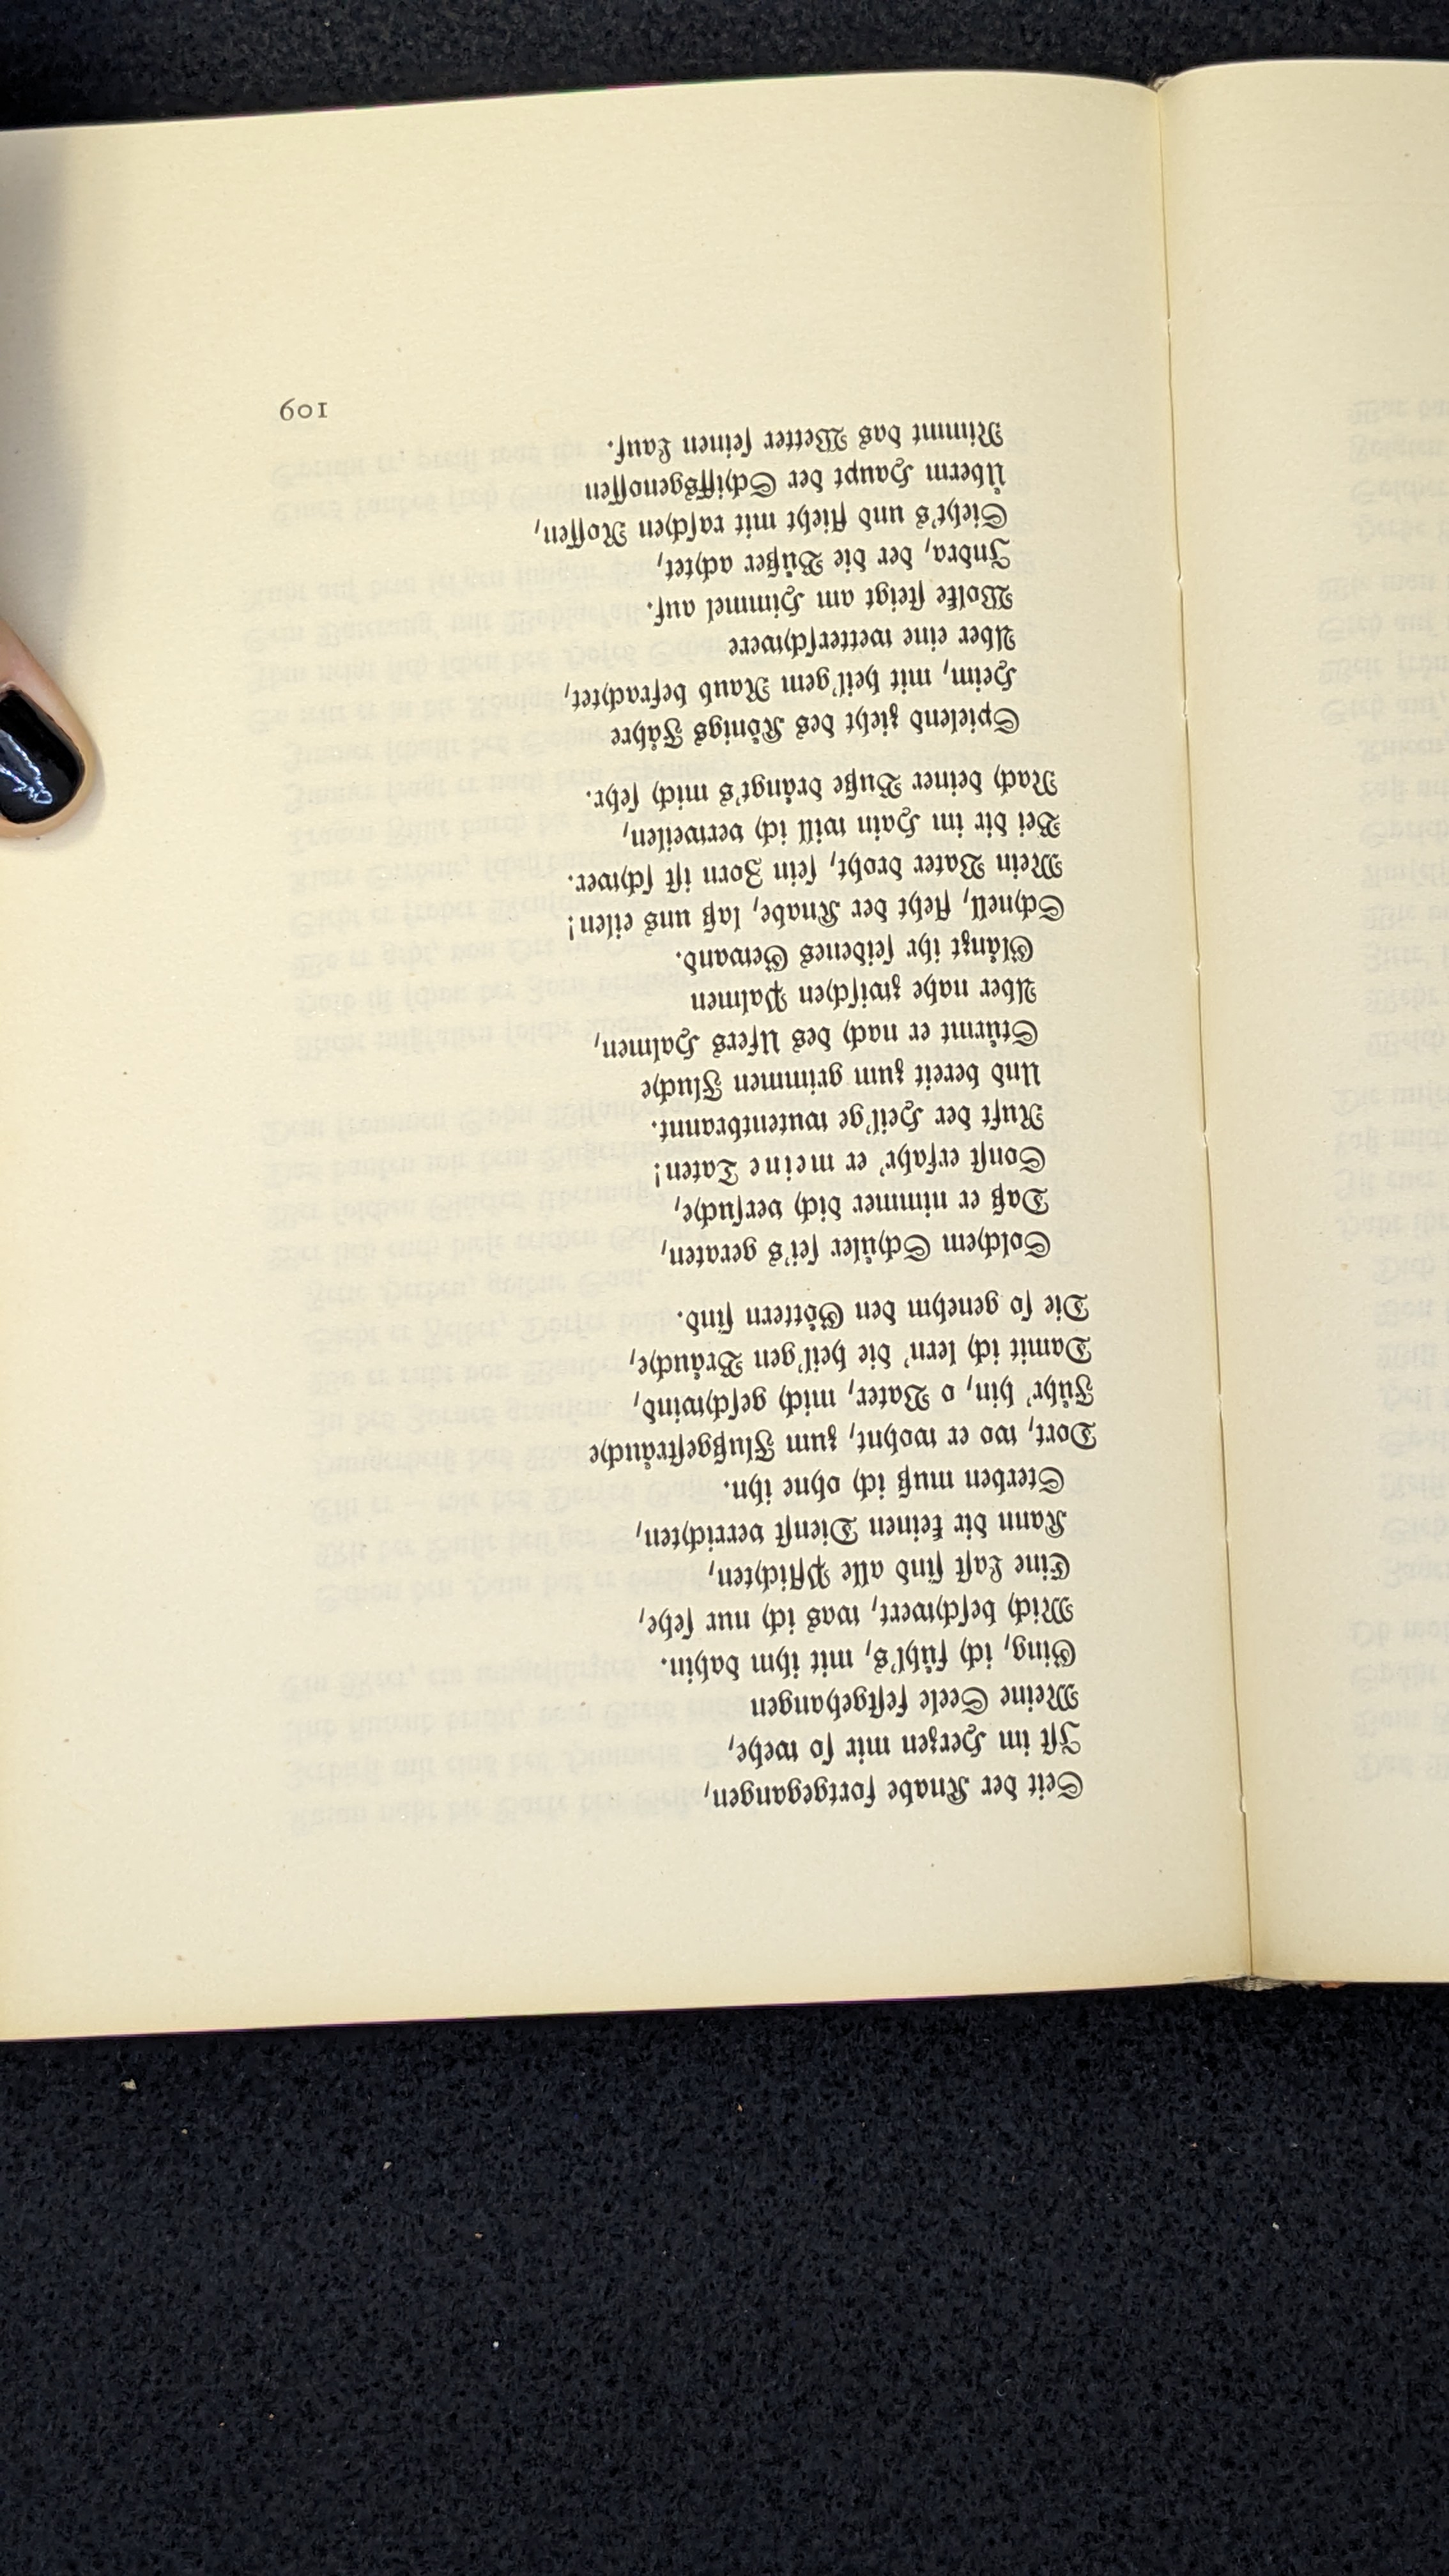 Seit der Knabe fortgegangen,
Ist im Herzen mir so wehe,
Meine Seele festgehangen
Ging, ich fühl's, mit ihm dahin.
Mich beschwert, was ich nur sehe,
Eine Last sind alle Pflichten,
Kann dir keinen Dienst verrichten,
Sterben muß ich ohne ihn.
Dort, wo er wohnt, zum Flußgesträuche
Führ' hin, o Vater, mich geschwind,
Damit ich lern' die heil'gen Bräuche,
Die so genehm den Göttern sind.
Solchem Schüler sei's geraten,
Daß er nimmer dich versuche,
Sonst erfahr' er meine Taten!
Ruft der Heil'ge wutentbrannt.
Und bereit zum grimmen Fluche
Stürmt er nach des Ufers Halmen,
Aber nahe zwischen Palmen
Glänzt ihr seidenes Gewand.
Schnell, fleht der Knabe, laß uns eilen!
Mein Vater droht, sein Zorn ist schwer.
Bei dir im Hain will ich verweilen,
Nach deiner Buße drängt's mich sehr.
Spielend zieht des Königs Fähre
Heim, mit heil'gem Raub befrachtet,
Aber eine wetterschwere
Wolke steigt am Himmel auf.
Indra, der die Büßer achtet,
Sieht's und flieht mit raschen Rossen,
Überm Haupt der Schiffsgenossen
Nimmt das Wetter seinen Lauf.
109